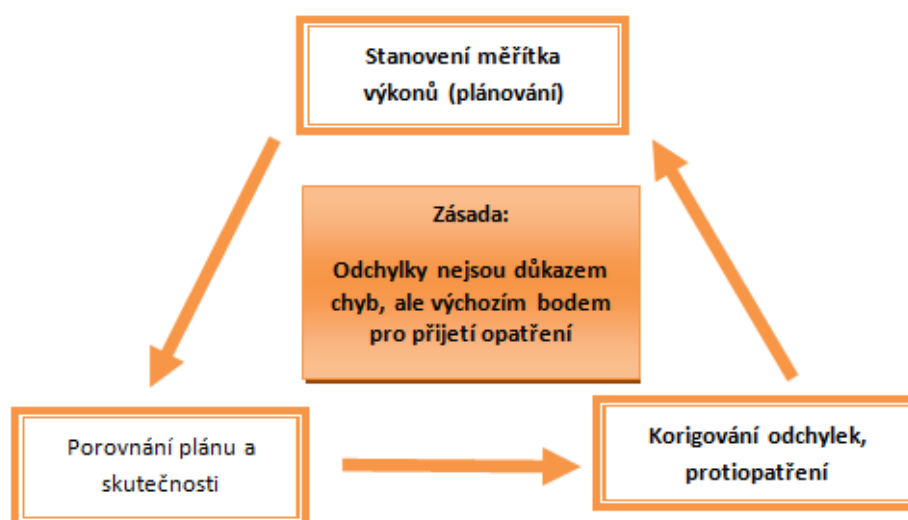 Stanovení měřítka
výkonů (plánování)
Zásada:
Odchylky nejsou důkazem
chyb, ale výchozím bodem
pro přijetí opatření
Porovnání plánu a
skutečnosti
Korigování odchylek,
protiopatření